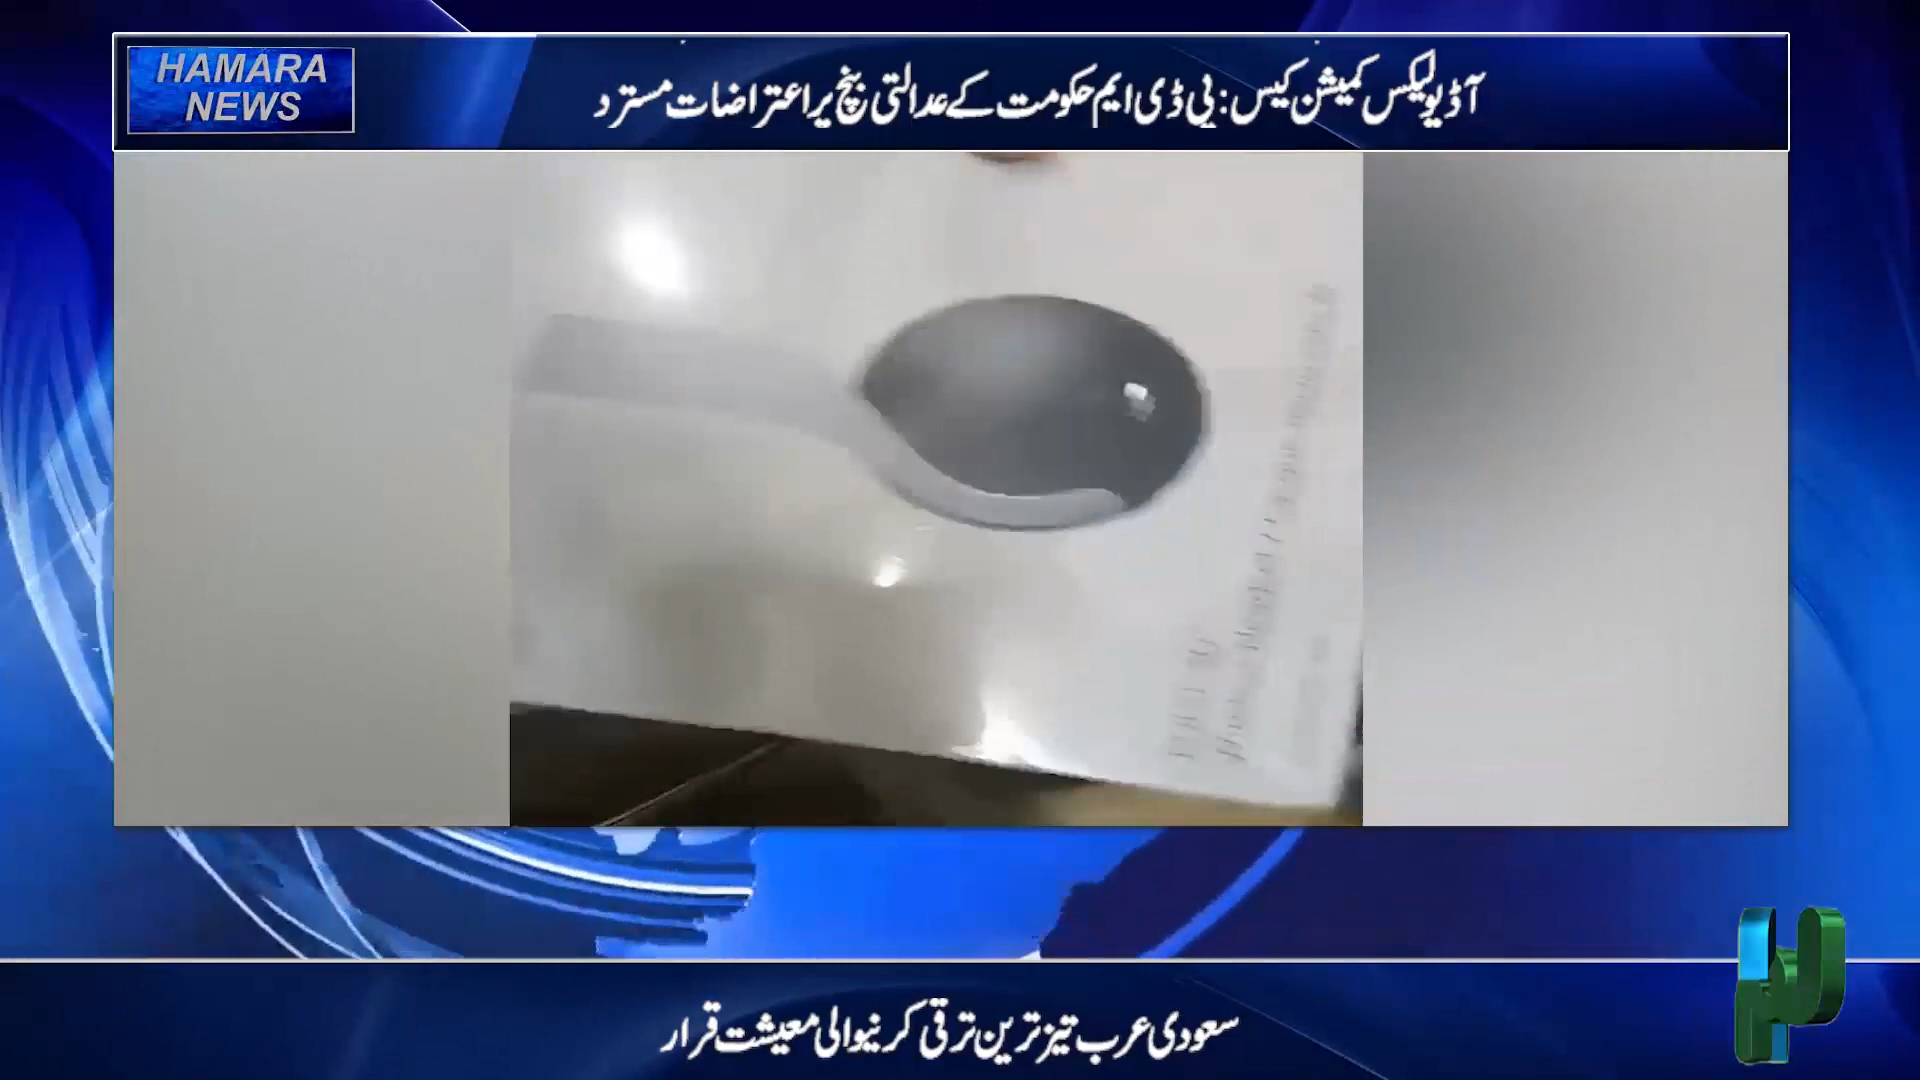 HAMARA
NEWS
آڈیو لیکس کمیشن کیس: پی ڈی ایم حکومت کے عدالتی بنچ پر اعتراضات مسترد
سعودی عرب تیز ترین ترقی کرنیوالی معیشت قرار